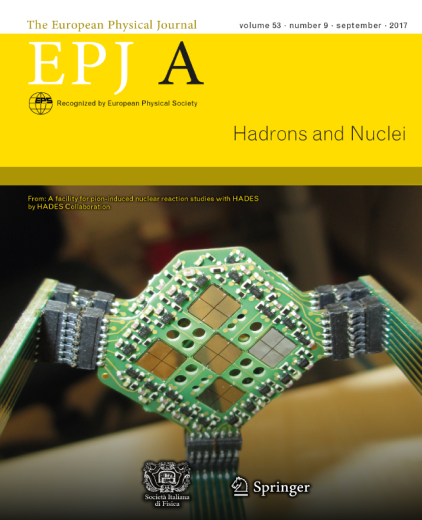 The European Physical Journal
volume 53 · number 9 · september · 2017
EPJ A
EPS
Recognized by European Physical Society
Hadrons and Nuclei
From: A facility for pion-induced nuclear reaction studies with HADES
by HADES Collaboration
Società Italiana
di Fisica
Springer